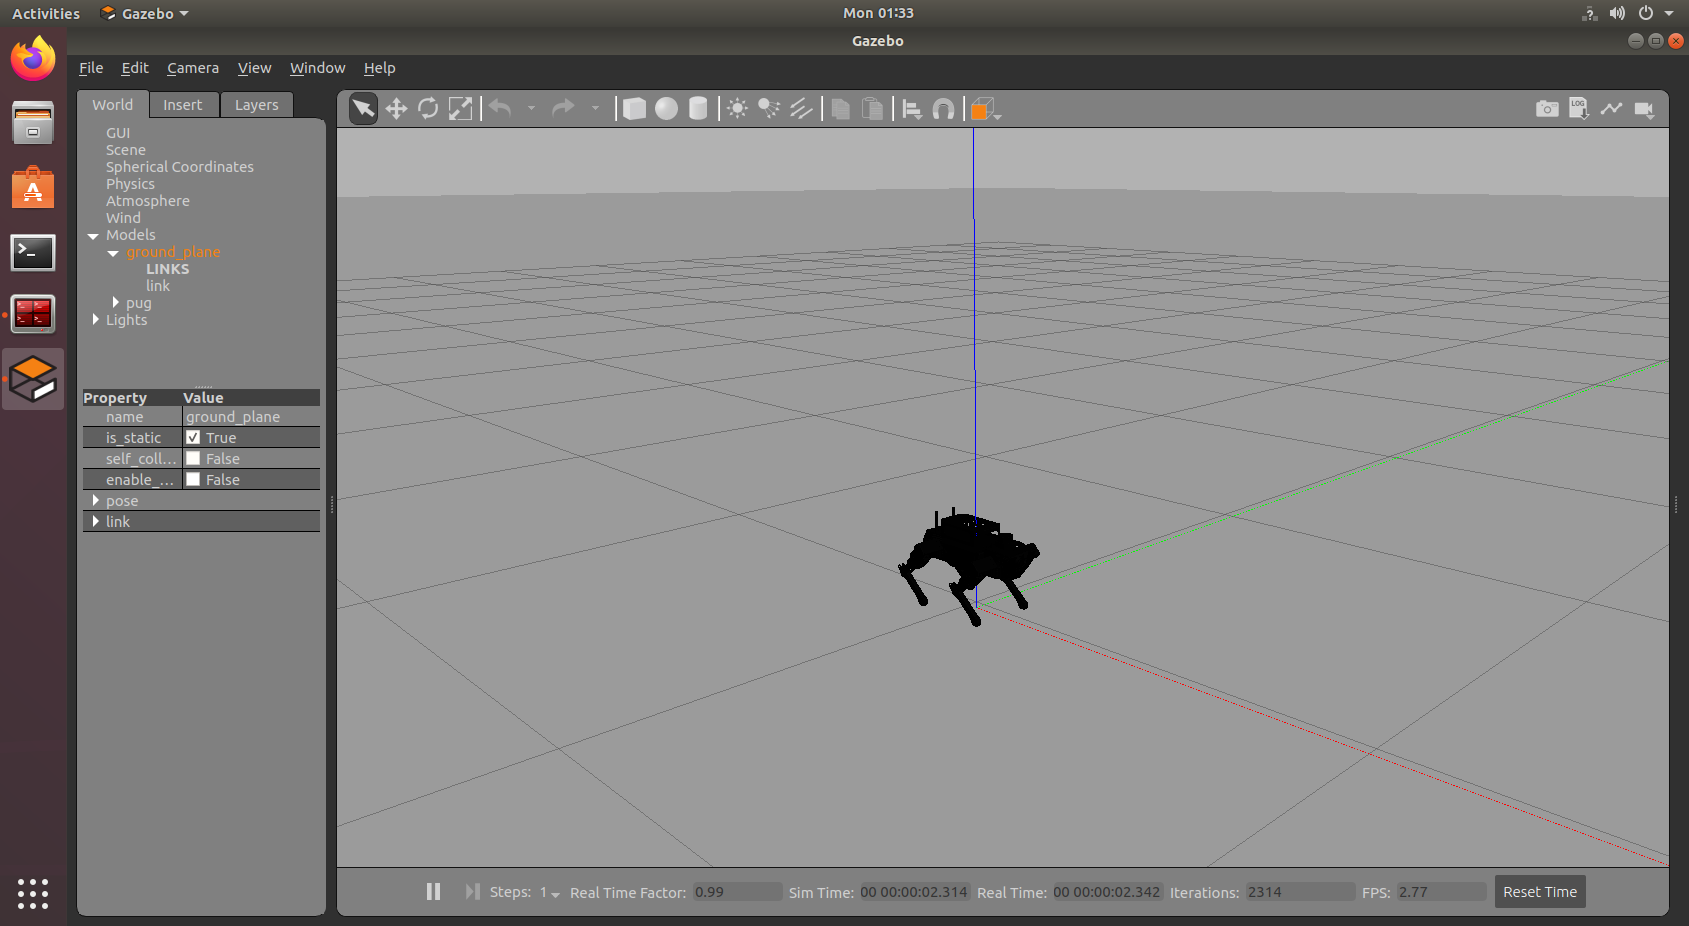 Activities
Gazebo
Mon 01:33
Gazebo
File Edit Camera View Window Help
World Insert Layers
LOG
GUI
Scene
Spherical Coordinates
Physics
Atmosphere
Wind
Models
ground_plane
LINKS
link
pug
Lights
Property Value
name ground_plane
is_static True
self_coll... False
enable_... False
pose
link
Steps: 1 Real Time Factor: 0.99 Sim Time: 00 00:00:02.314 Real Time: 00 00:00:02.342 Iterations: 2314 FPS: 2.77 Reset Time